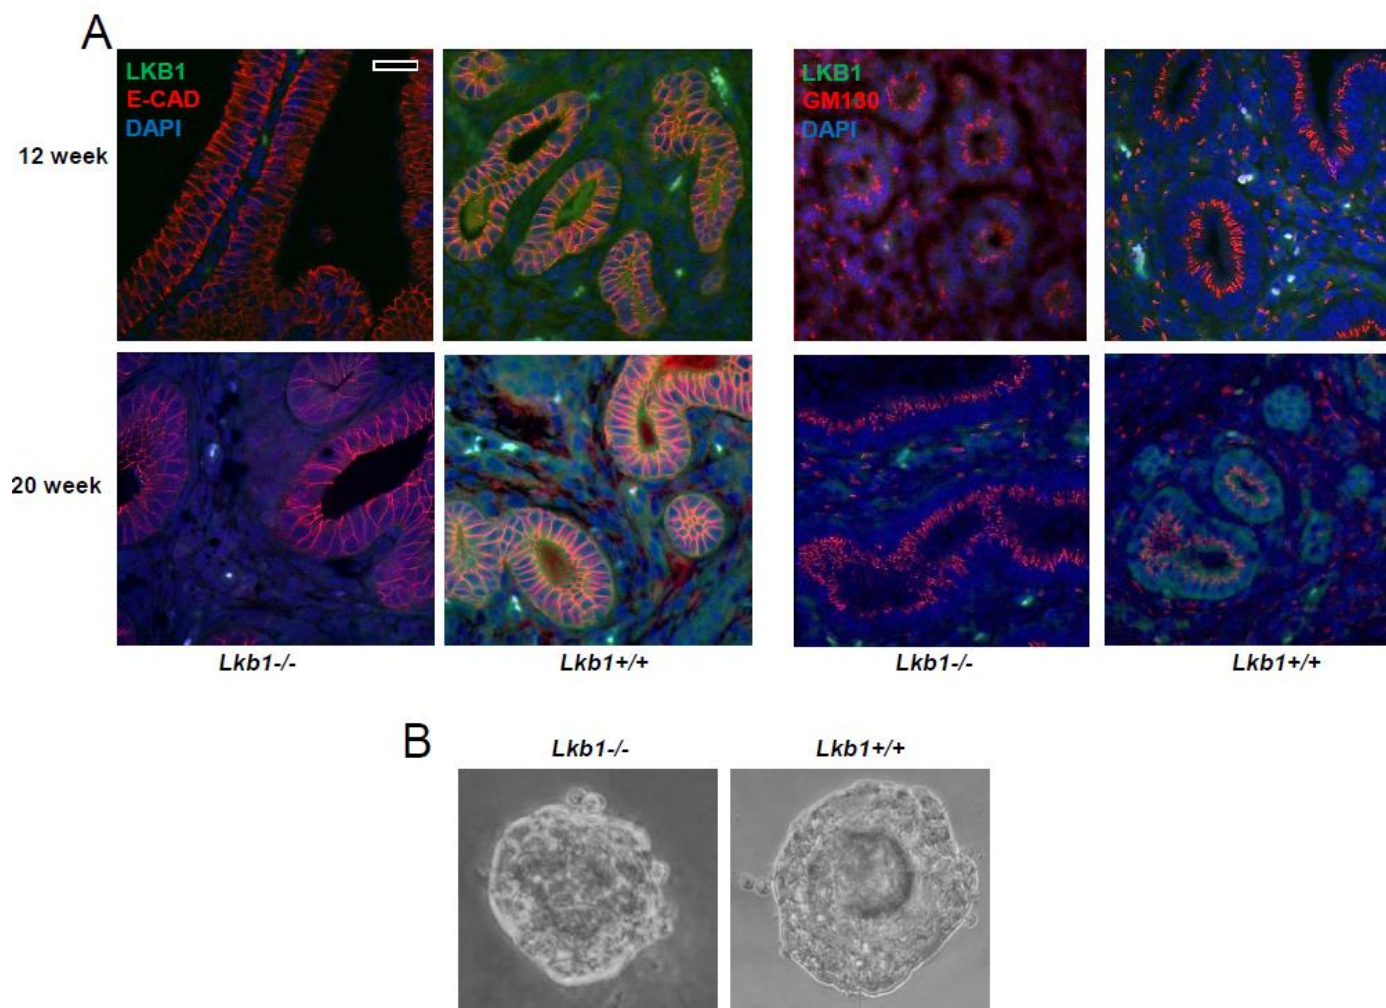 A
LKB1
E-CAD
DAPI
LKB1
GM130
DAPI
12 week
20 week
Lkb1-/-
Lkb1+/+
Lkb1-/-
Lkb1+/+
B
Lkb1-/-
Lkb1+/+